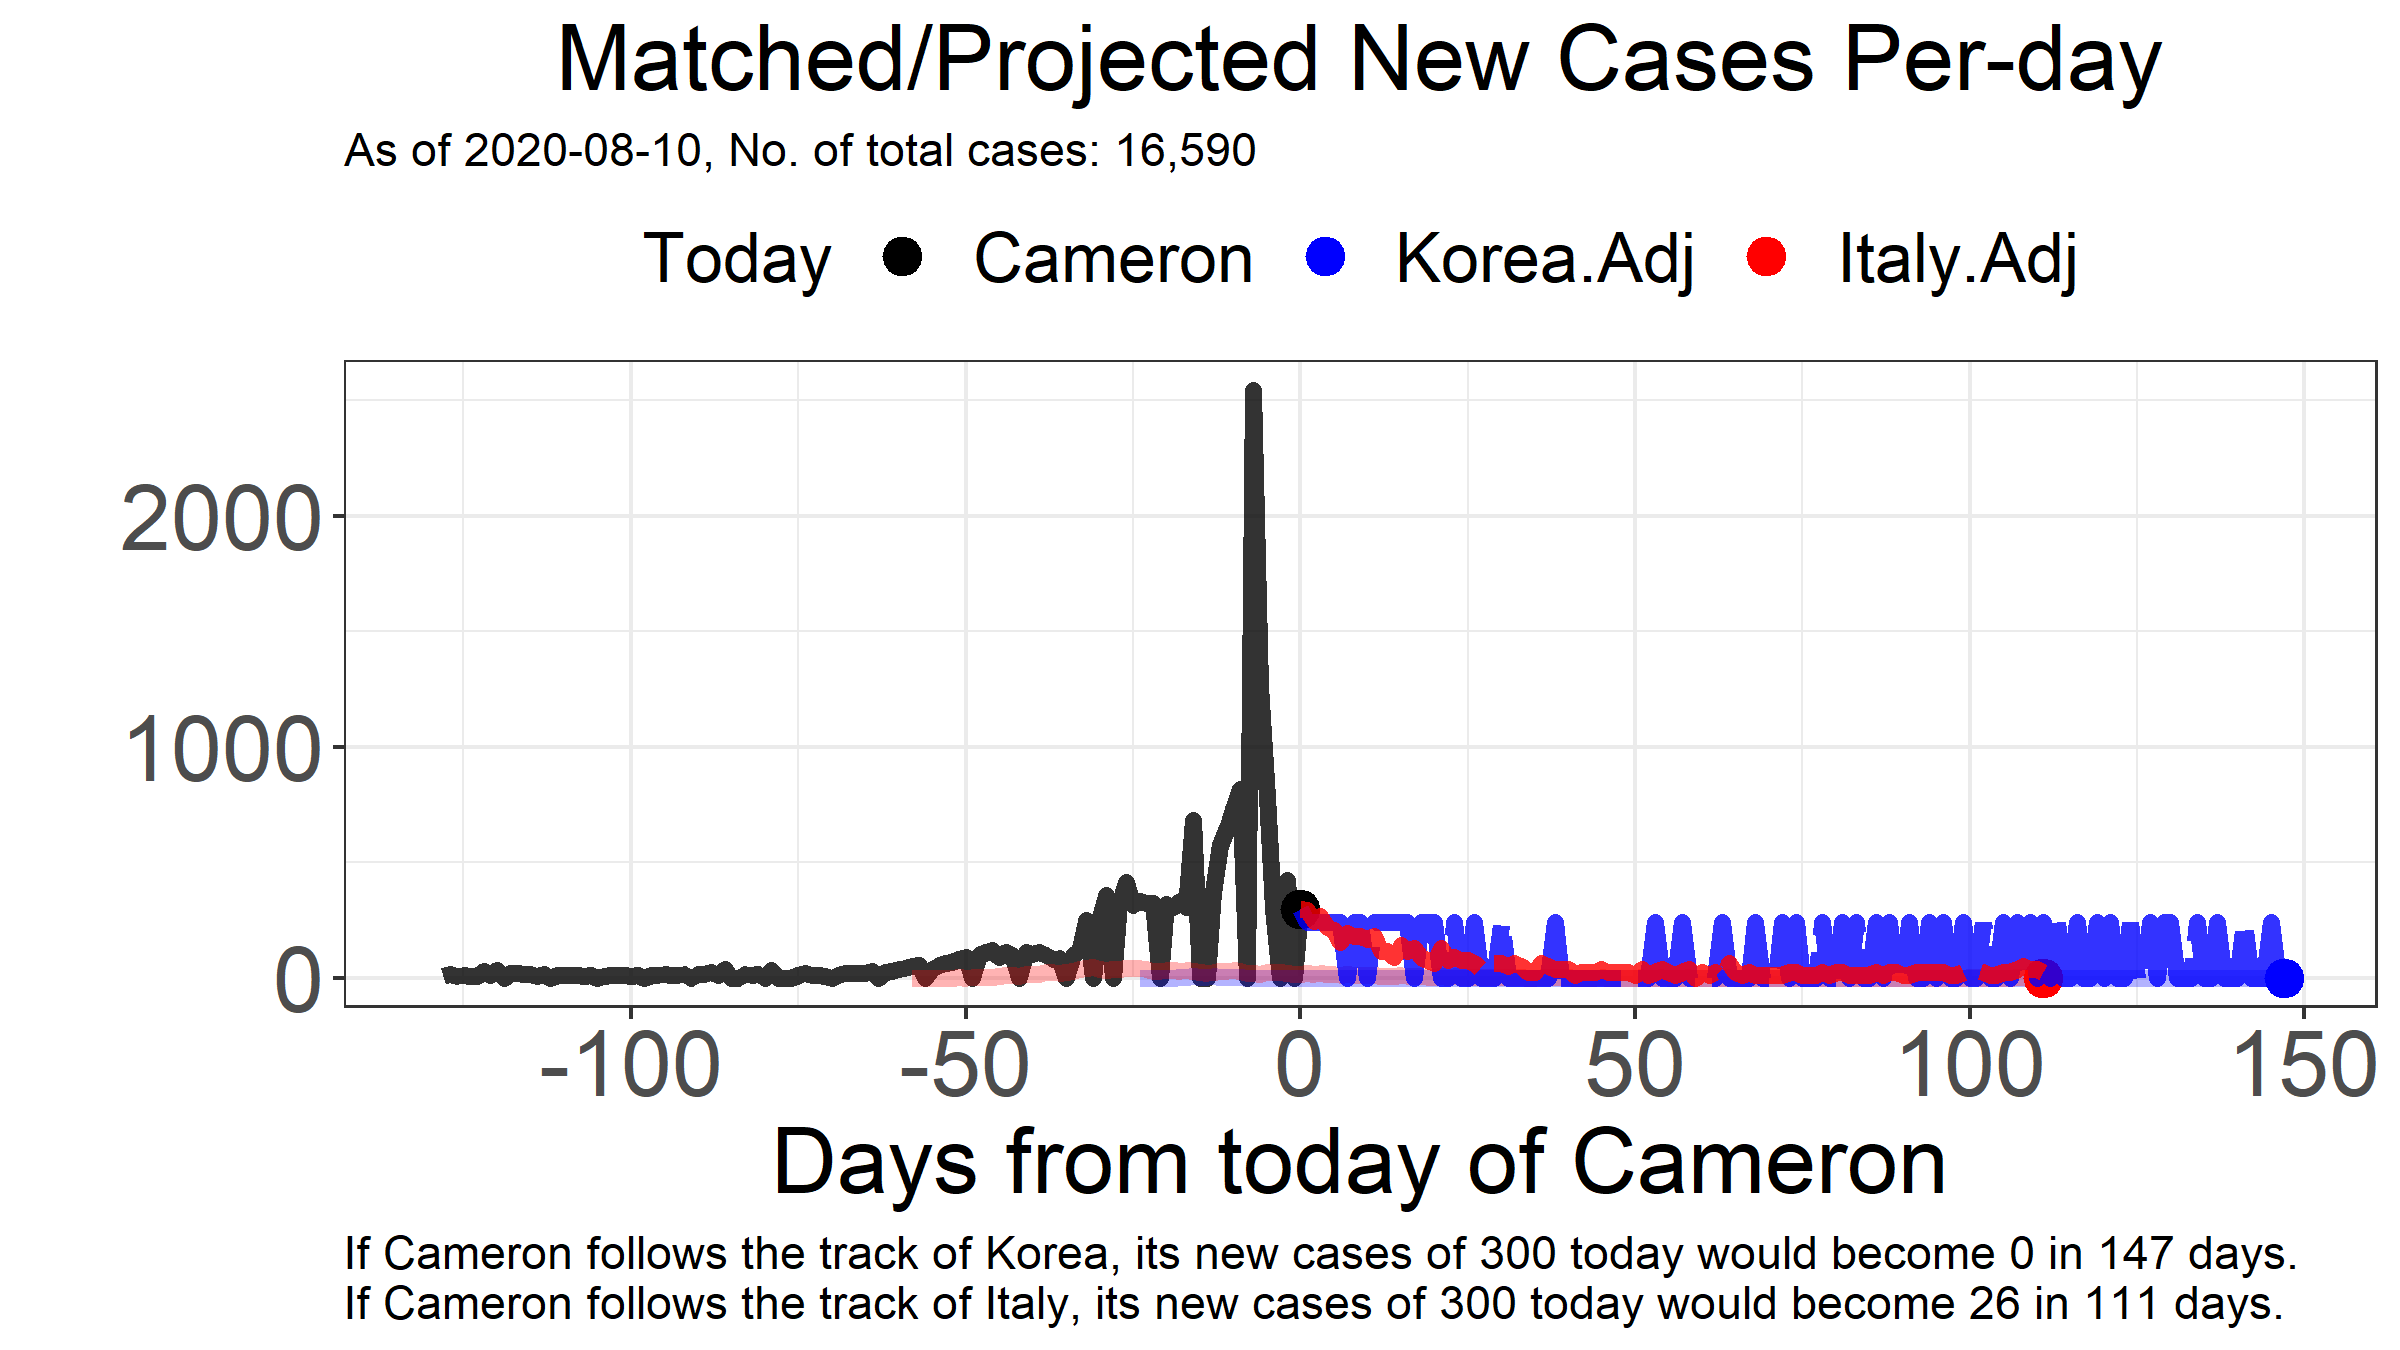 Matched/Projected New Cases Per-day
As of 2020-08-10, No. of total cases: 16,590
Today Cameron Korea.Adj Italy.Adj
2000
1000
0
-100 -50 0 50 100 150
Days from today of Cameron
If Cameron follows the track of Korea, its new cases of 300 today would become 0 in 147 days.
If Cameron follows the track of Italy, its new cases of 300 today would become 26 in 111 days.